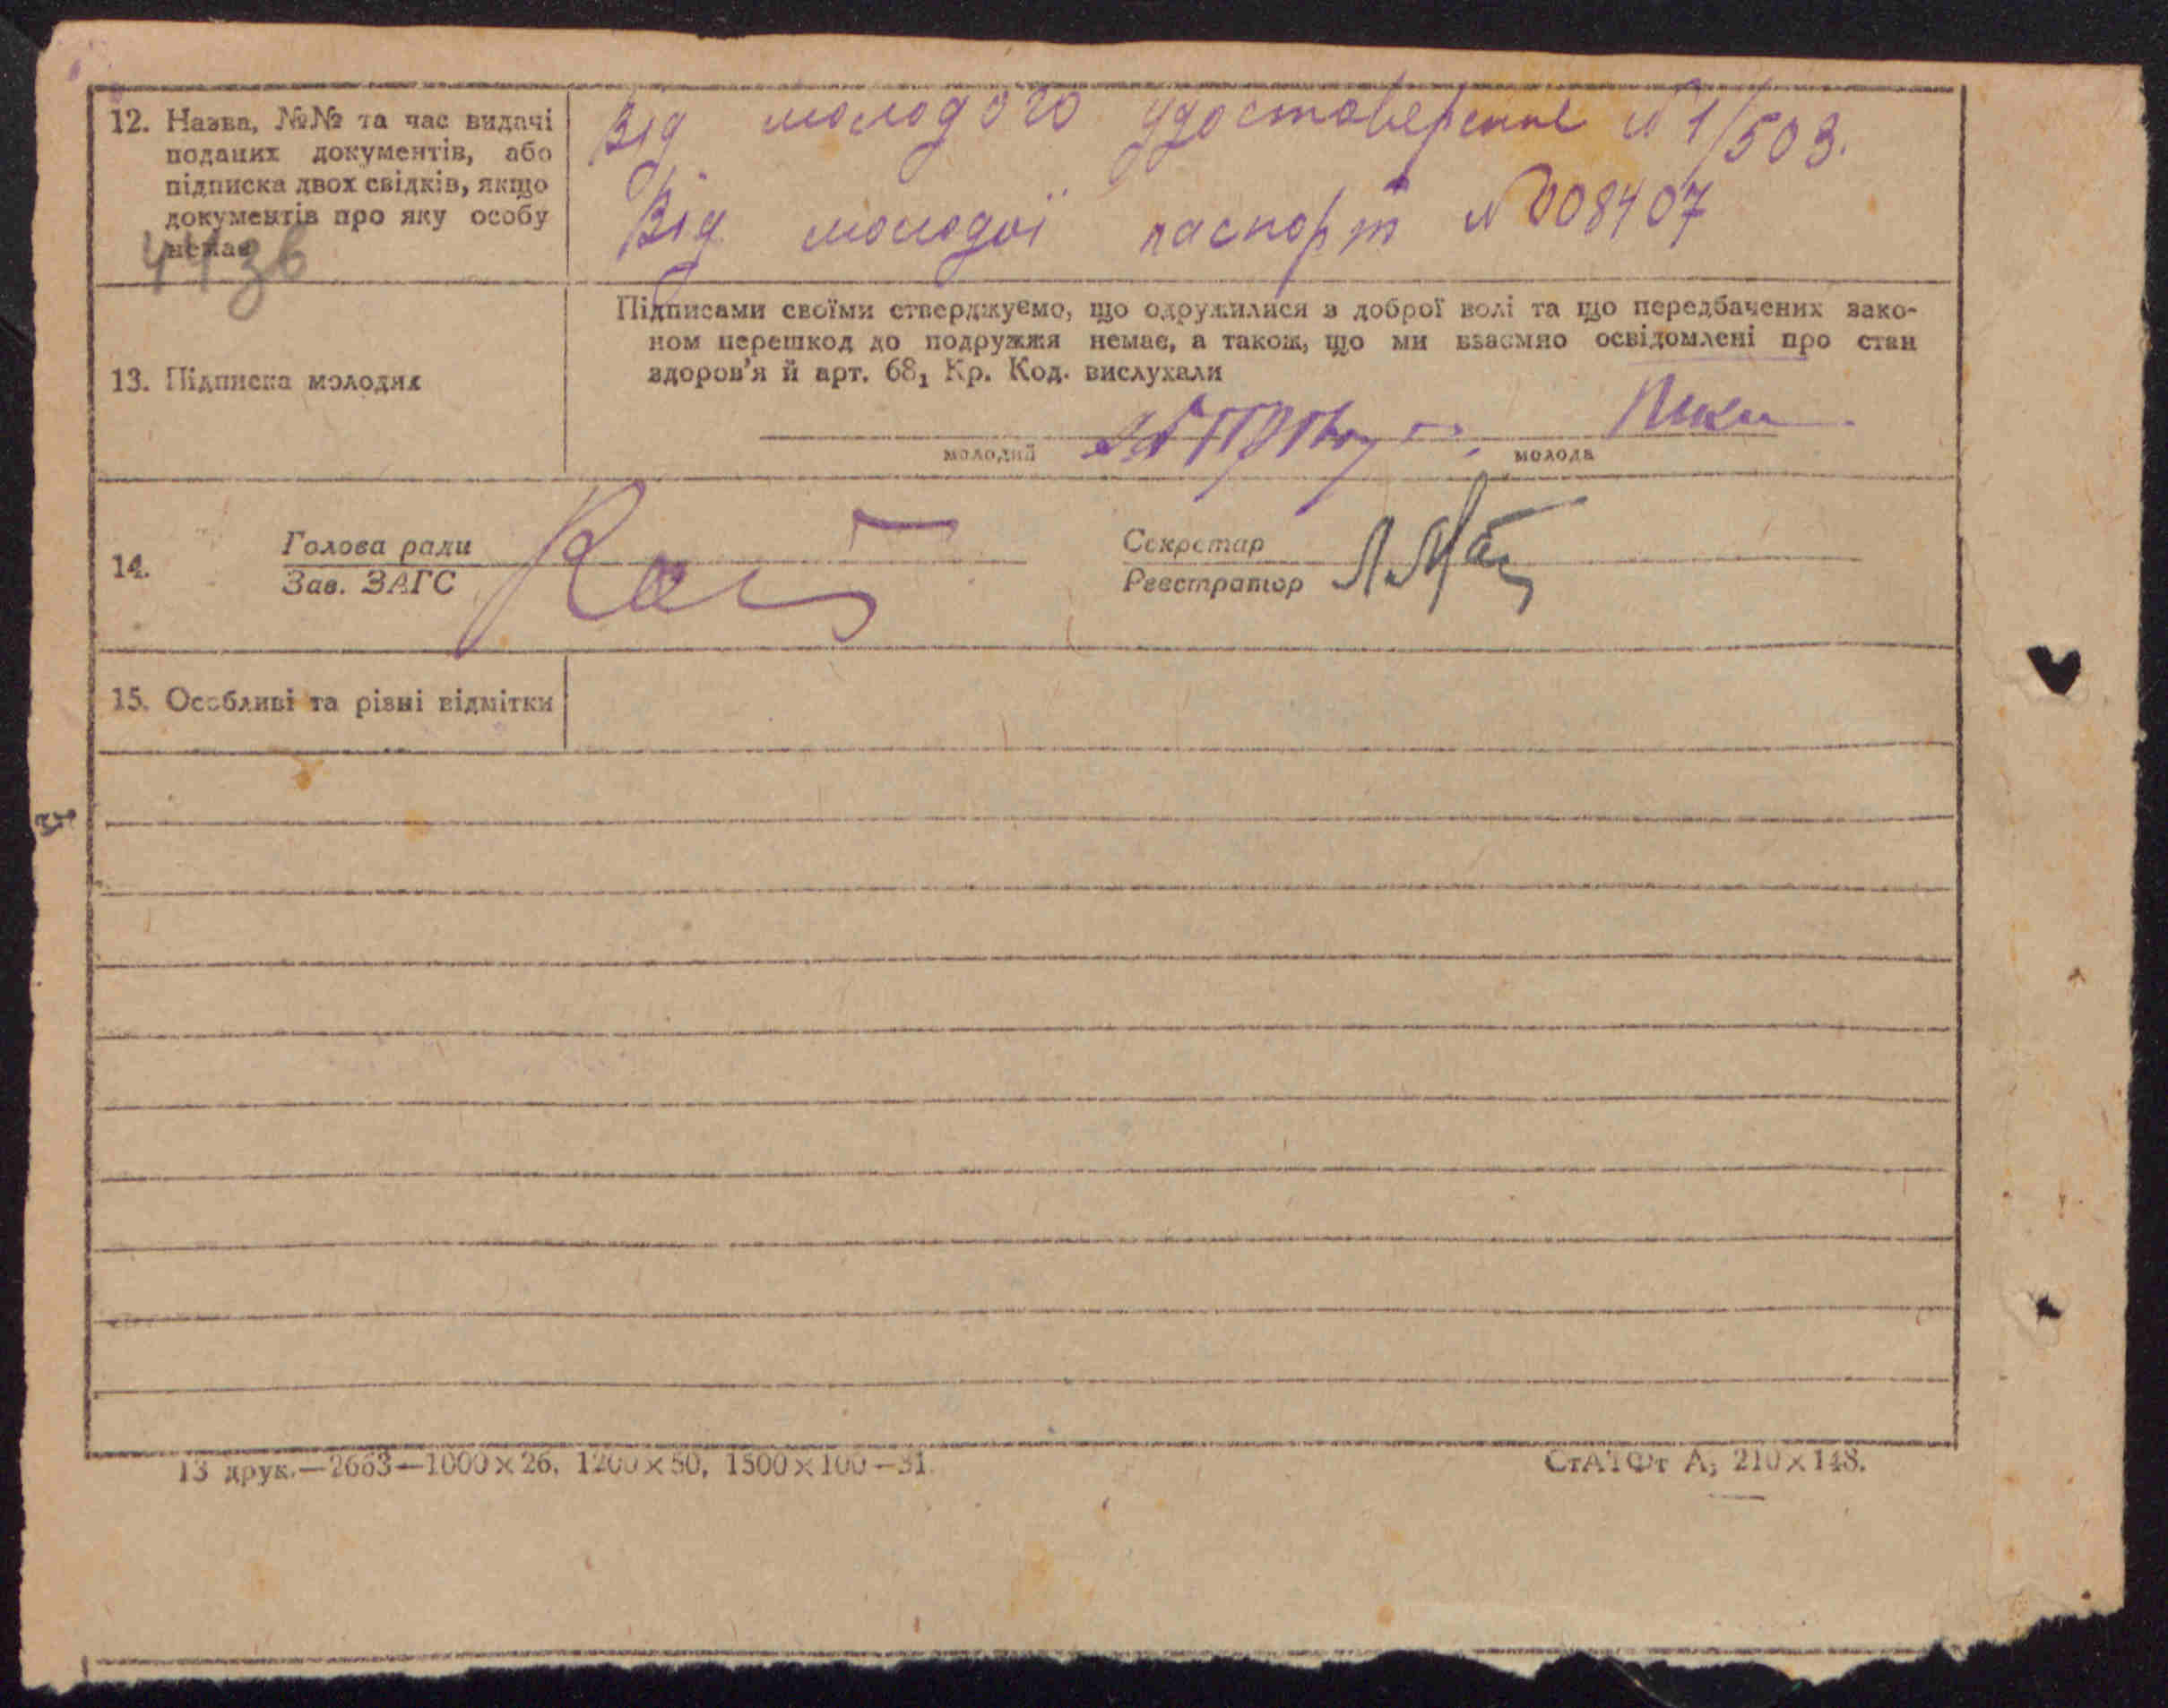 12. Назва, №№ та час видачі
поданих документів, або
підписка двох свідків, якщо
документів про яку особу
немає
44зв
Від молодого удостоверение № 1/503.
Від молодої паспорт № 008407
13. Підписка молодих
Підписами своїми стверджуємо, що одружилися з доброї волі та що передбачених зако-
ном перешкод до подружжя немає, а також, що ми взаємно освідомлені про стан
здоров'я й арт. 68₁ Кр. Код. вислухали
молодий
молода
14.
Голова ради
Зав. ЗАГС
Секретар
Реєстратор
15. Особливі та різні відмітки
13 друк.—2663—1000×26, 1200×50, 1500×100—31.
СтАТФт А₅ 210×148.